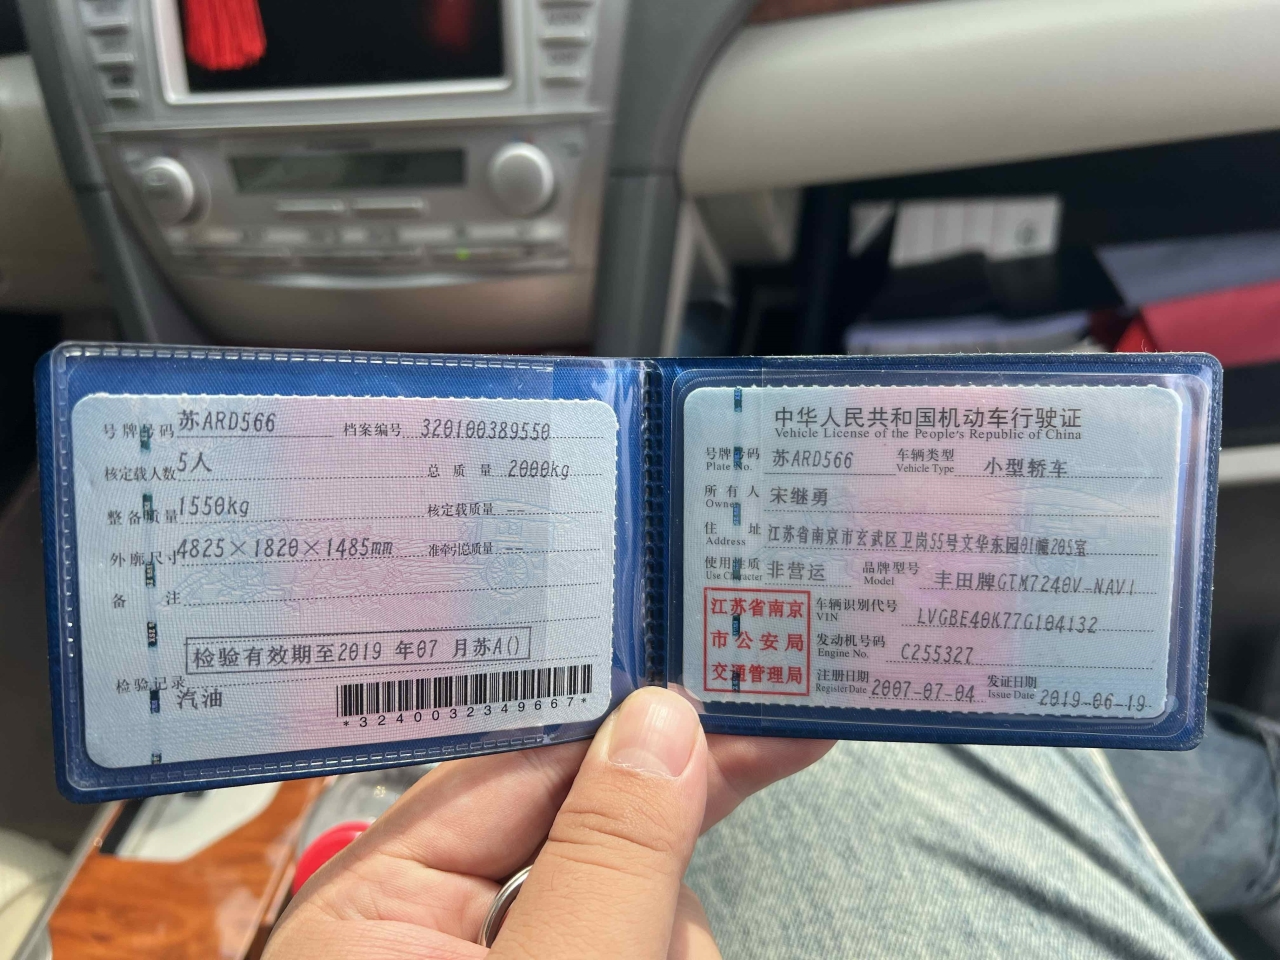 号牌号码 苏ARD566 档案编号 320100389550
核定载人数 5人 总质量 2000kg
整备质量 1550kg 核定载质量 --
外廓尺寸 4825×1820×1485mm 准牵引总质量 --
备注
检验有效期至2019年07月苏A()
检验记录
汽油
*3240032349667*
中华人民共和国机动车行驶证
Vehicle License of the People's Republic of China
号牌号码 苏ARD566 车辆类型 小型轿车
Plate No. Vehicle Type
所有人 宋继勇
Owner
住址 江苏省南京市玄武区卫岗55号文华东园01幢205室
Address
使用性质 非营运 品牌型号 丰田牌GTM7240V-NAVI
Use Character Model
江苏省南京
市公安局
交通管理局
车辆识别代号 LVGBE40K77G104132
VIN
发动机号码 C255327
Engine No.
注册日期 2007-07-04 发证日期 2019-06-19
Register Date Issue Date